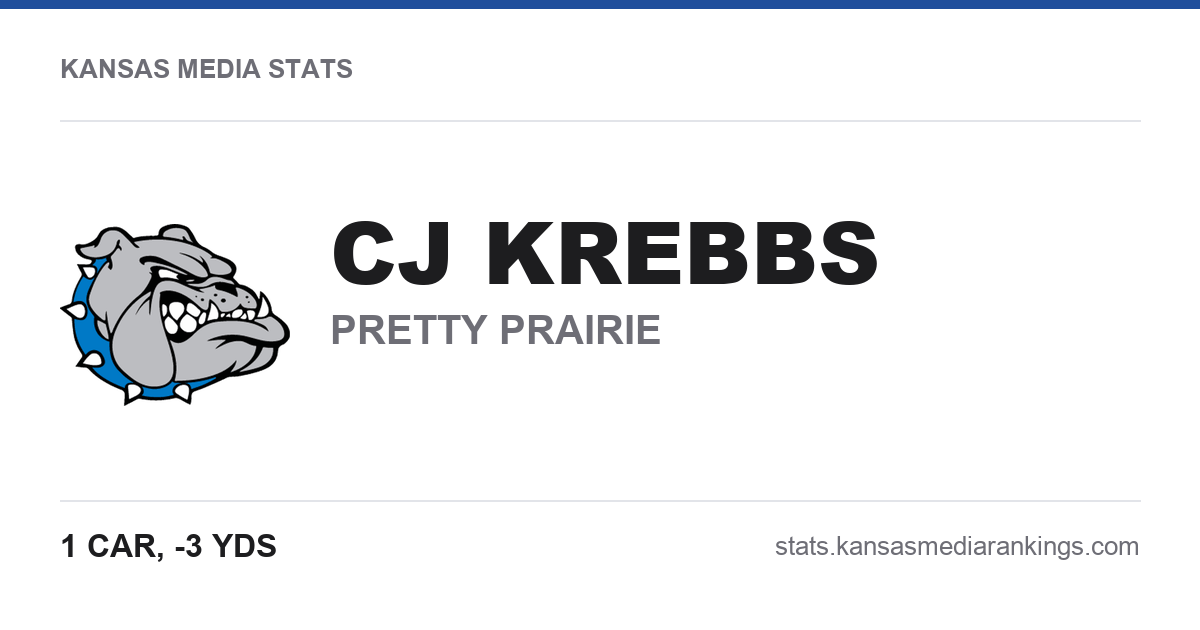 KANSAS MEDIA STATS
CJ KREBBS
PRETTY PRAIRIE
1 CAR, -3 YDS
stats.kansasmediarankings.com